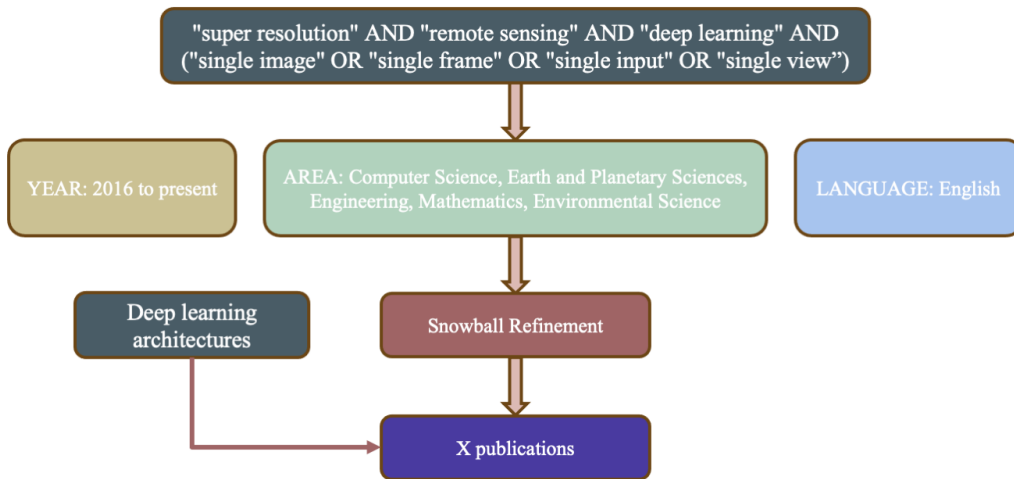 "super resolution" AND "remote sensing" AND "deep learning" AND
("single image" OR "single frame" OR "single input" OR "single view”)
YEAR: 2016 to present
AREA: Computer Science, Earth and Planetary Sciences,
Engineering, Mathematics, Environmental Science
LANGUAGE: English
Deep learning
architectures
Snowball Refinement
X publications